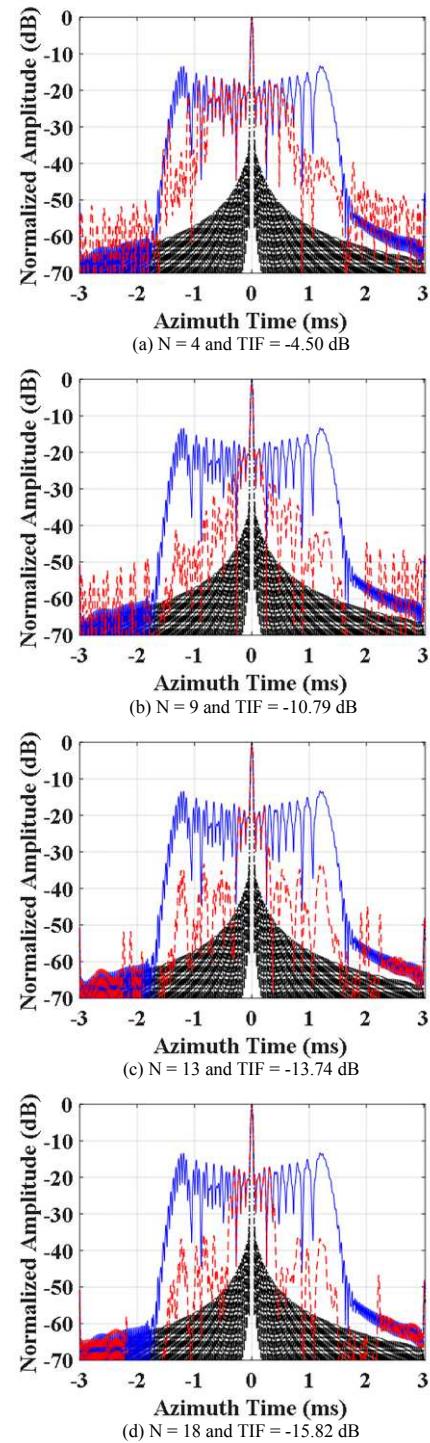 Normalized Amplitude (dB)
0
-10
-20
-30
-40
-50
-60
-70
-3 -2 -1 0 1 2 3
Azimuth Time (ms)
(a) N = 4 and TIF = -4.50 dB
Normalized Amplitude (dB)
0
-10
-20
-30
-40
-50
-60
-70
-3 -2 -1 0 1 2 3
Azimuth Time (ms)
(b) N = 9 and TIF = -10.79 dB
Normalized Amplitude (dB)
0
-10
-20
-30
-40
-50
-60
-70
-3 -2 -1 0 1 2 3
Azimuth Time (ms)
(c) N = 13 and TIF = -13.74 dB
Normalized Amplitude (dB)
0
-10
-20
-30
-40
-50
-60
-70
-3 -2 -1 0 1 2 3
Azimuth Time (ms)
(d) N = 18 and TIF = -15.82 dB